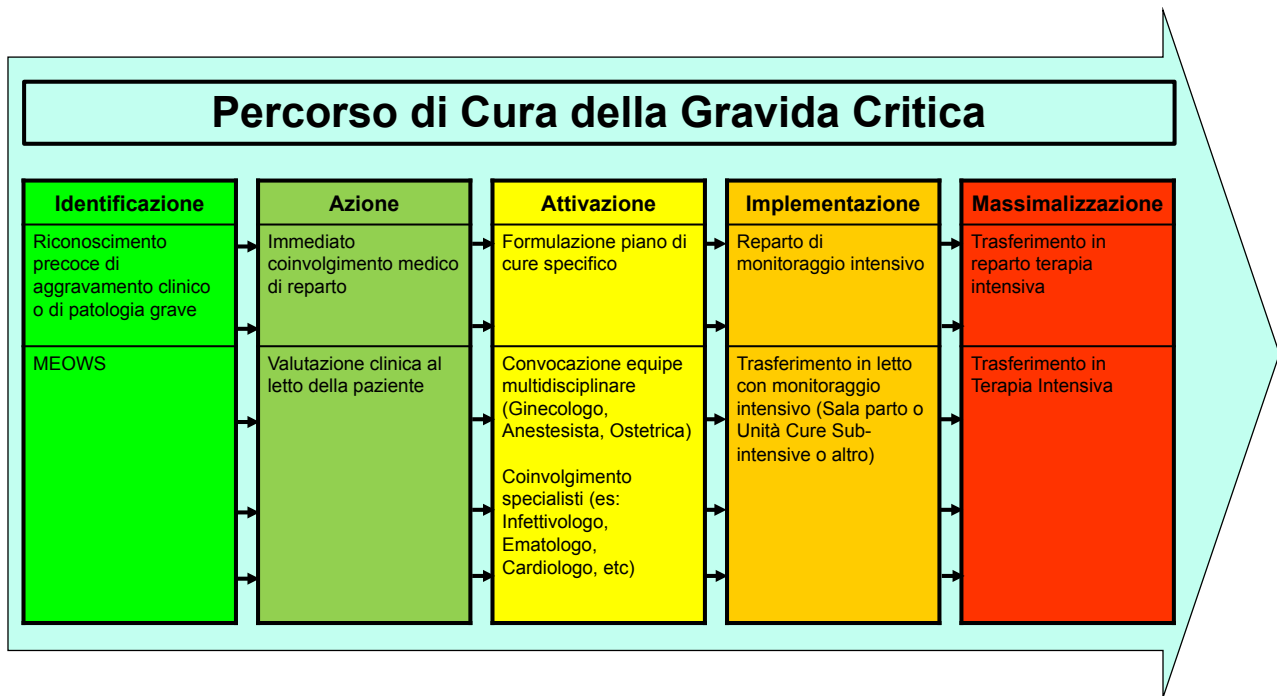 Percorso di Cura della Gravida Critica
Identificazione
Riconoscimento
precoce di
aggravamento clinico
o di patologia grave
MEOWS
Azione
Immediato
coinvolgimento medico
di reparto
Valutazione clinica al
letto della paziente
Attivazione
Formulazione piano di
cure specifico
Convocazione equipe
multidisciplinare
(Ginecologo,
Anestesista, Ostetrica)
Coinvolgimento
specialisti (es:
Infettivologo,
Ematologo,
Cardiologo, etc)
Implementazione
Reparto di
monitoraggio intensivo
Trasferimento in letto
con monitoraggio
intensivo (Sala parto o
Unità Cure Sub-
intensive o altro)
Massimalizzazione
Trasferimento in
reparto terapia
intensiva
Trasferimento in
Terapia Intensiva